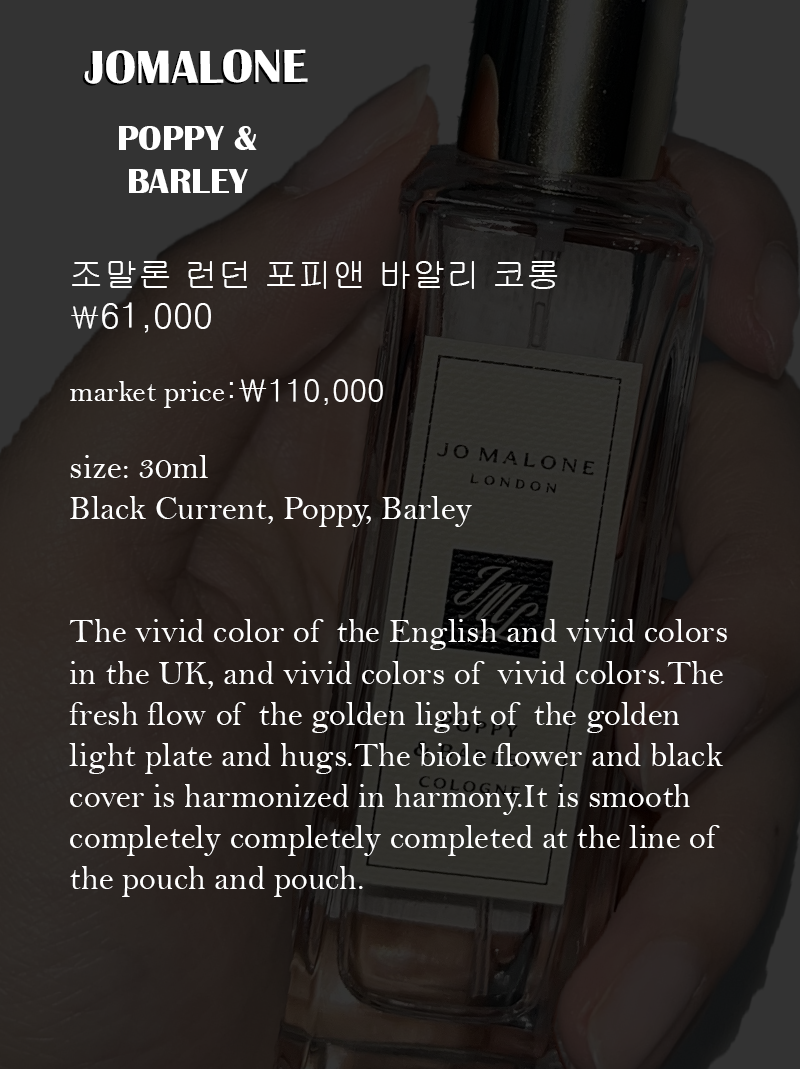 JOMALONE
POPPY &
BARLEY
조말론 런던 포피앤 바알리 코롱
₩61,000
market price:₩110,000
size: 30ml
Black Current, Poppy, Barley
JO MALONE
LONDON
JML
The vivid color of the English and vivid colors
in the UK, and vivid colors of vivid colors.The
fresh flow of the golden light of the golden
light plate and hugs.The biole flower and black
cover is harmonized in harmony.It is smooth
completely completely completed at the line of
the pouch and pouch.
POPPY
& BARLEY
COLOGNE